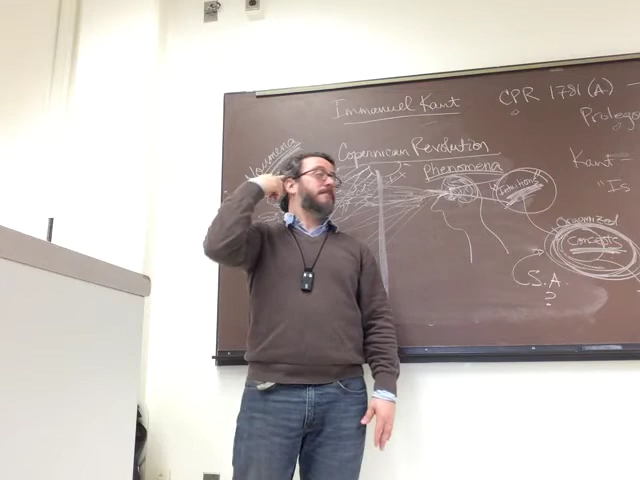 Immanuel Kant
CPR 1781 (A) -
Prolego
Noumena
Copernican Revolution
Phenomena
Kant -
"Is
Intuitions
Organized
Concepts
S.A.
?